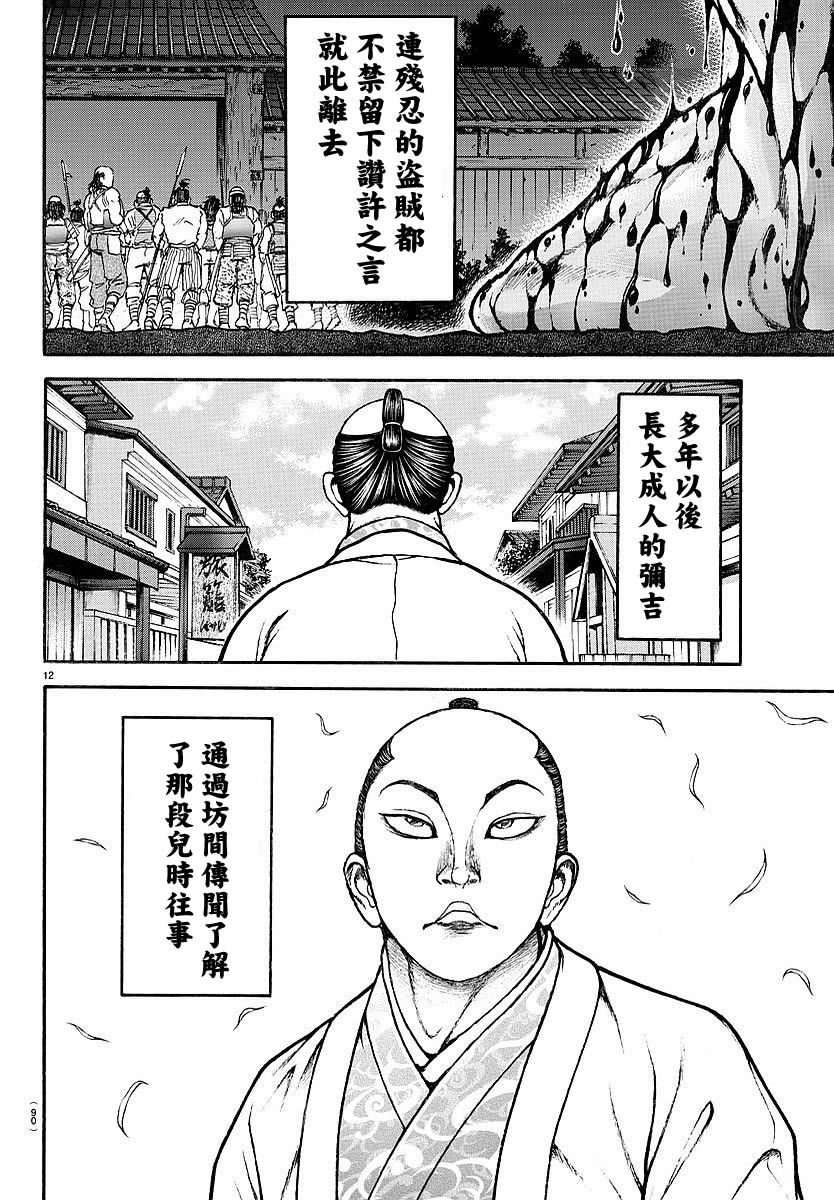 連殘忍的盜賊都
不禁留下讚許之言
就此離去
多年以後
長大成人的彌吉
旅籠
12
通過坊間傳聞了解
了那段兒時往事
(90)